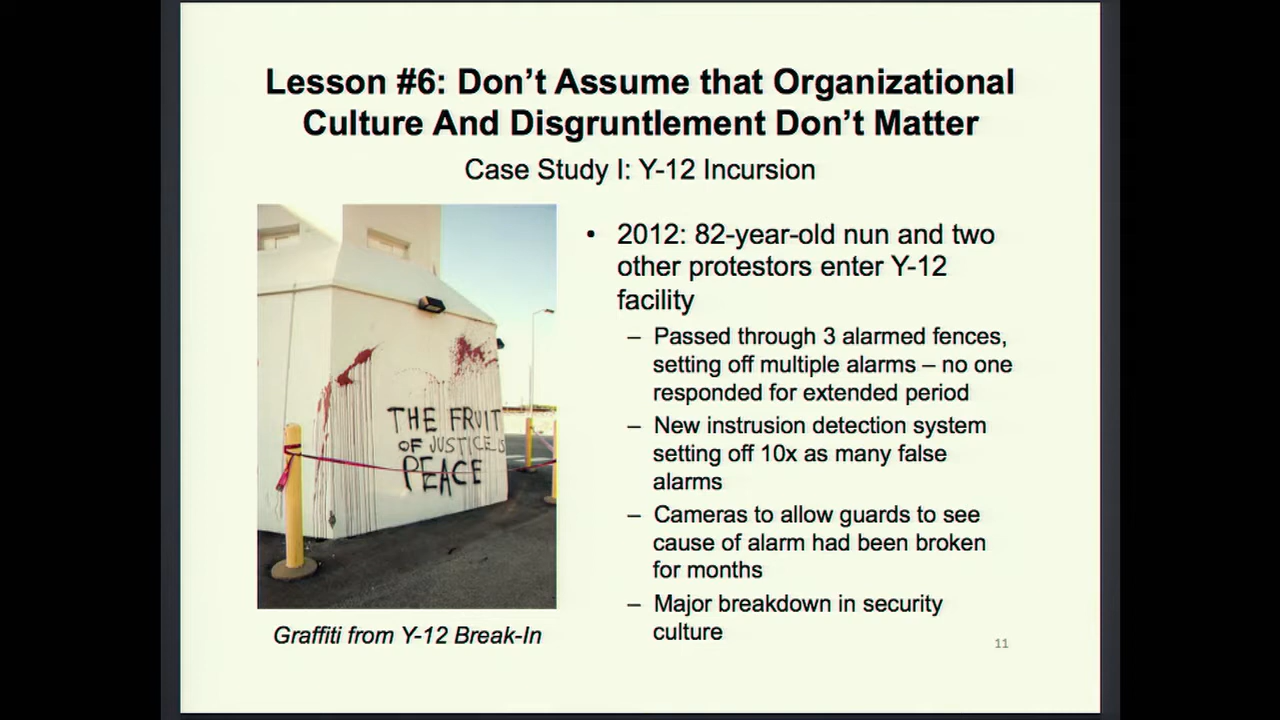 Lesson #6: Don’t Assume that Organizational
Culture And Disgruntlement Don’t Matter
Case Study I: Y-12 Incursion
THE FRUIT
OF JUSTICE IS
PEACE
Graffiti from Y-12 Break-In
• 2012: 82-year-old nun and two
other protestors enter Y-12
facility
– Passed through 3 alarmed fences,
setting off multiple alarms – no one
responded for extended period
– New instrusion detection system
setting off 10x as many false
alarms
– Cameras to allow guards to see
cause of alarm had been broken
for months
– Major breakdown in security
culture
11